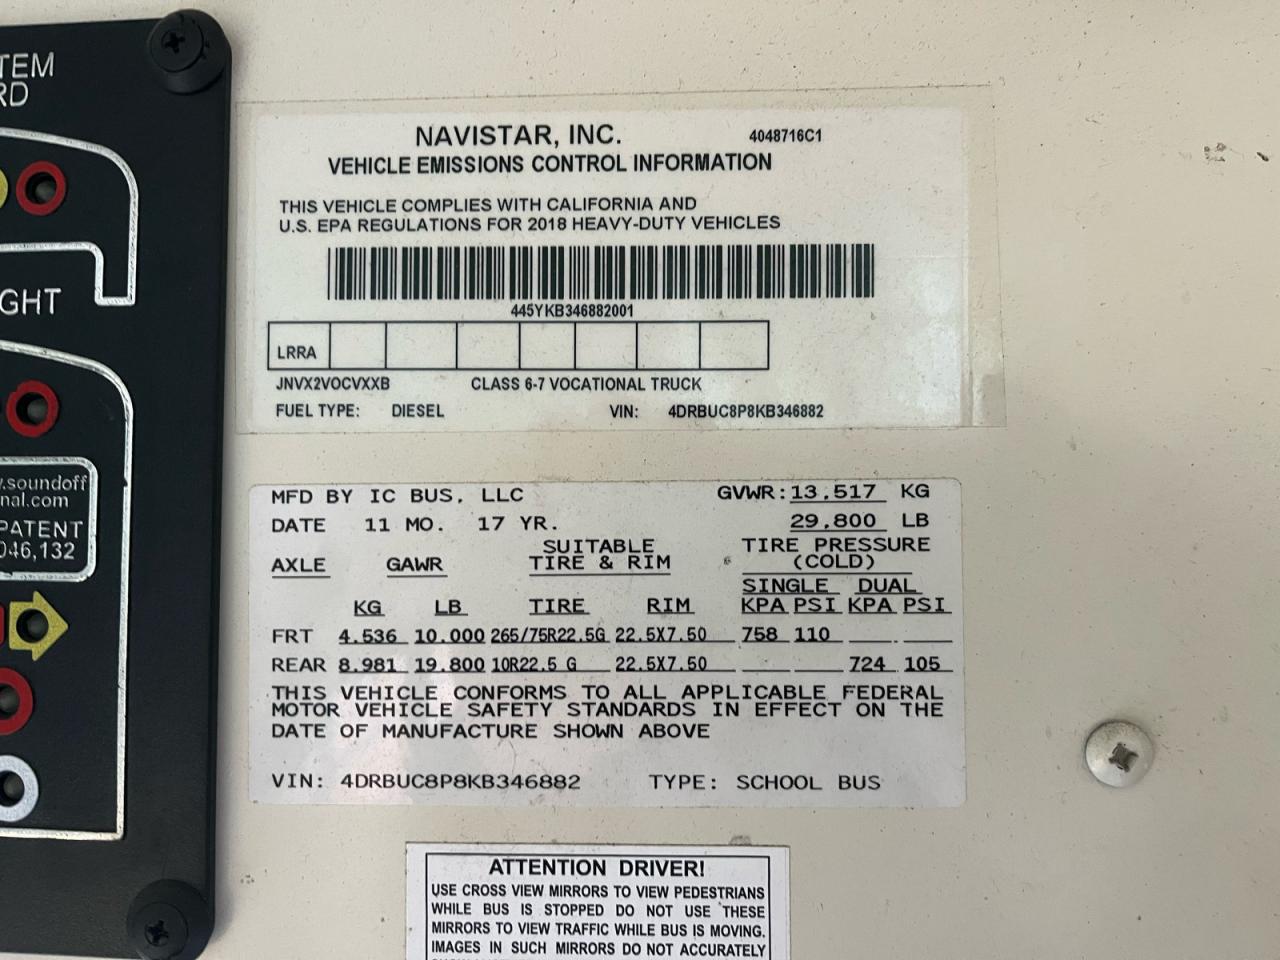 TEM
RD
GHT
.soundoff
nal.com
PATENT
046,132
NAVISTAR, INC. 4048716C1
VEHICLE EMISSIONS CONTROL INFORMATION
THIS VEHICLE COMPLIES WITH CALIFORNIA AND
U.S. EPA REGULATIONS FOR 2018 HEAVY-DUTY VEHICLES
445YKB346882001
LRRA
JNVX2VOCVXXB CLASS 6-7 VOCATIONAL TRUCK
FUEL TYPE: DIESEL VIN: 4DRBUC8P8KB346882
MFD BY IC BUS, LLC GVWR: 13,517 KG
DATE 11 MO. 17 YR. 29,800 LB
AXLE GAWR SUITABLE TIRE & RIM TIRE PRESSURE (COLD)
SINGLE DUAL
KG LB TIRE RIM KPA PSI KPA PSI
FRT 4,536 10,000 265/75R22.5G 22.5X7.50 758 110
REAR 8,981 19,800 10R22.5 G 22.5X7.50 724 105
THIS VEHICLE CONFORMS TO ALL APPLICABLE FEDERAL
MOTOR VEHICLE SAFETY STANDARDS IN EFFECT ON THE
DATE OF MANUFACTURE SHOWN ABOVE
VIN: 4DRBUC8P8KB346882 TYPE: SCHOOL BUS
ATTENTION DRIVER!
USE CROSS VIEW MIRRORS TO VIEW PEDESTRIANS
WHILE BUS IS STOPPED DO NOT USE THESE
MIRRORS TO VIEW TRAFFIC WHILE BUS IS MOVING.
IMAGES IN SUCH MIRRORS DO NOT ACCURATELY